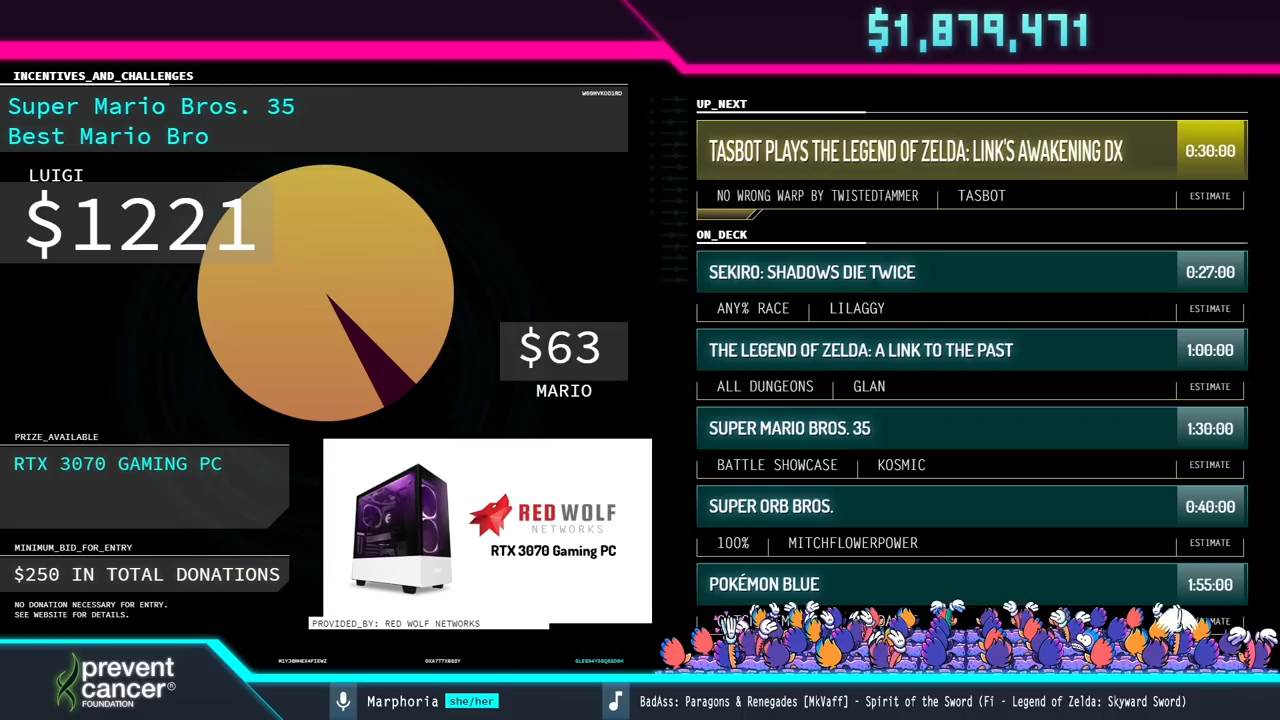 $1,879,471
INCENTIVES_AND_CHALLENGES
Super Mario Bros. 35
Best Mario Bro
LUIGI
$1221
$63
MARIO
PRIZE_AVAILABLE
RTX 3070 GAMING PC
MINIMUM_BID_FOR_ENTRY
$250 IN TOTAL DONATIONS
NO DONATION NECESSARY FOR ENTRY.
SEE WEBSITE FOR DETAILS.
RED WOLF
NETWORKS
RTX 3070 Gaming PC
PROVIDED_BY: RED WOLF NETWORKS
UP_NEXT
TASBOT PLAYS THE LEGEND OF ZELDA: LINK'S AWAKENING DX 0:30:00
NO WRONG WARP BY TWISTEDTAMMER TASBOT ESTIMATE
ON_DECK
SEKIRO: SHADOWS DIE TWICE 0:27:00
ANY% RACE LILAGGY ESTIMATE
THE LEGEND OF ZELDA: A LINK TO THE PAST 1:00:00
ALL DUNGEONS GLAN ESTIMATE
SUPER MARIO BROS. 35 1:30:00
BATTLE SHOWCASE KOSMIC ESTIMATE
SUPER ORB BROS. 0:40:00
100% MITCHFLOWERPOWER ESTIMATE
POKÉMON BLUE 1:55:00
prevent
cancer®
FOUNDATION
Marphoria she/her
BadAss: Paragons & Renegades [MkVaff] - Spirit of the Sword (Fi - Legend of Zelda: Skyward Sword)